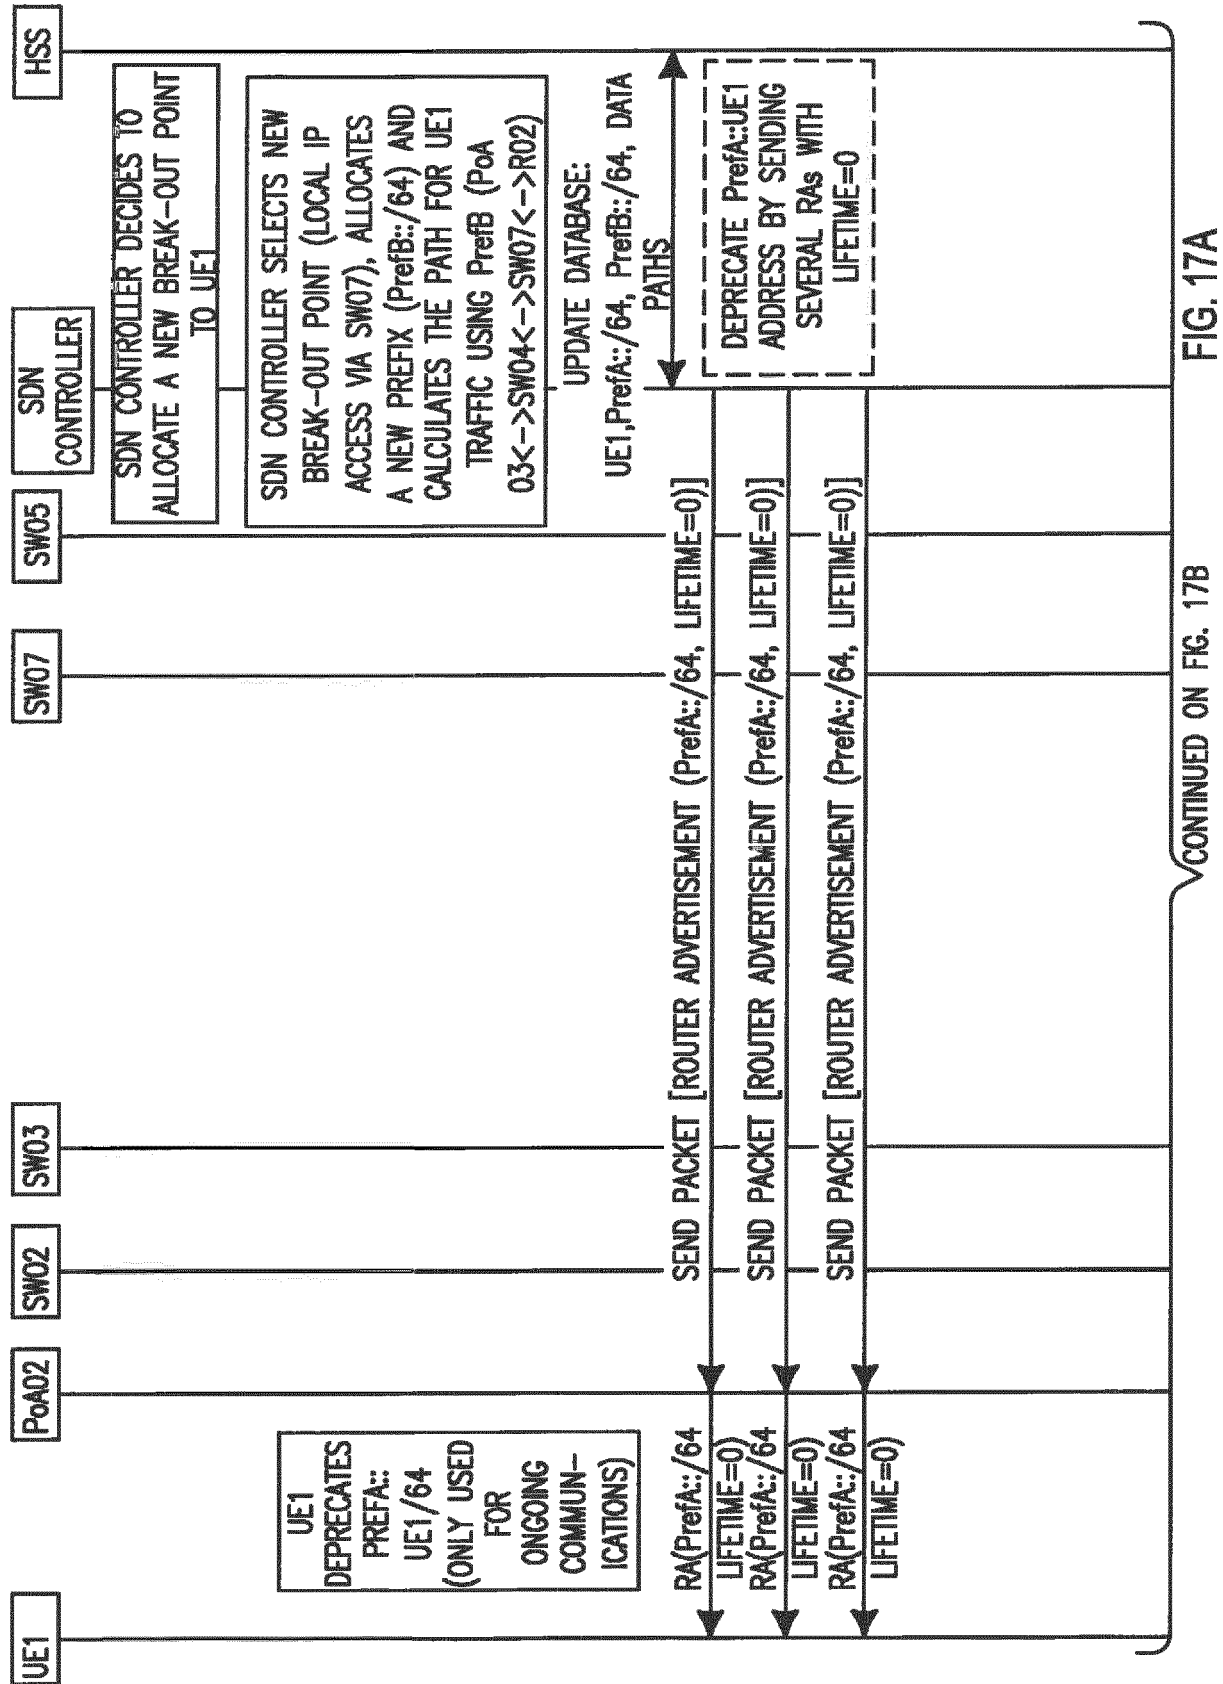 UE1
PoA02
SW02
SW03
SW07
SW05
SDN
CONTROLLER
HSS
SDN CONTROLLER DECIDES TO
ALLOCATE A NEW BREAK-OUT POINT
TO UE1
SDN CONTROLLER SELECTS NEW
BREAK-OUT POINT (LOCAL IP
ACCESS VIA SW07), ALLOCATES
A NEW PREFIX (PrefB::/64) AND
CALCULATES THE PATH FOR UE1
TRAFFIC USING PrefB (PoA
03<->SW04<->SW07<->R02)
UPDATE DATABASE:
UE1,PrefA::/64, PrefB::/64, DATA
PATHS
UE1
DEPRECATES
PREFA::
UE1/64
(ONLY USED
FOR
ONGOING
COMMUN-
ICATIONS)
DEPRECATE PrefA::UE1
ADDRESS BY SENDING
SEVERAL RAs WITH
LIFETIME=0
SEND PACKET [ROUTER ADVERTISEMENT (PrefA::/64, LIFETIME=0)]
RA(PrefA::/64
LIFETIME=0)
SEND PACKET [ROUTER ADVERTISEMENT (PrefA::/64, LIFETIME=0)]
RA(PrefA::/64
LIFETIME=0)
SEND PACKET [ROUTER ADVERTISEMENT (PrefA::/64, LIFETIME=0)]
RA(PrefA::/64
LIFETIME=0)
CONTINUED ON FIG. 17B
FIG. 17A